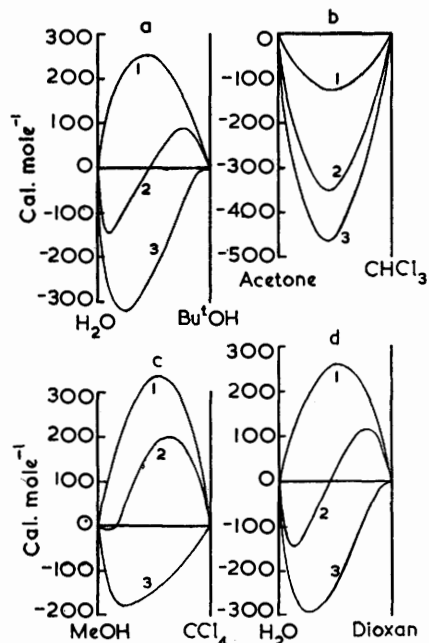 a
300
200
100
0
-100
-200
-300
Cal. mole⁻¹
1
2
3
H₂O
BuᵗOH
b
0
-100
-200
-300
-400
-500
1
2
3
Acetone
CHCl₃
c
300
200
100
0
-100
-200
Cal. mole⁻¹
1
2
3
MeOH
CCl₄
d
300
200
100
0
-100
-200
-300
1
2
3
H₂O
Dioxan